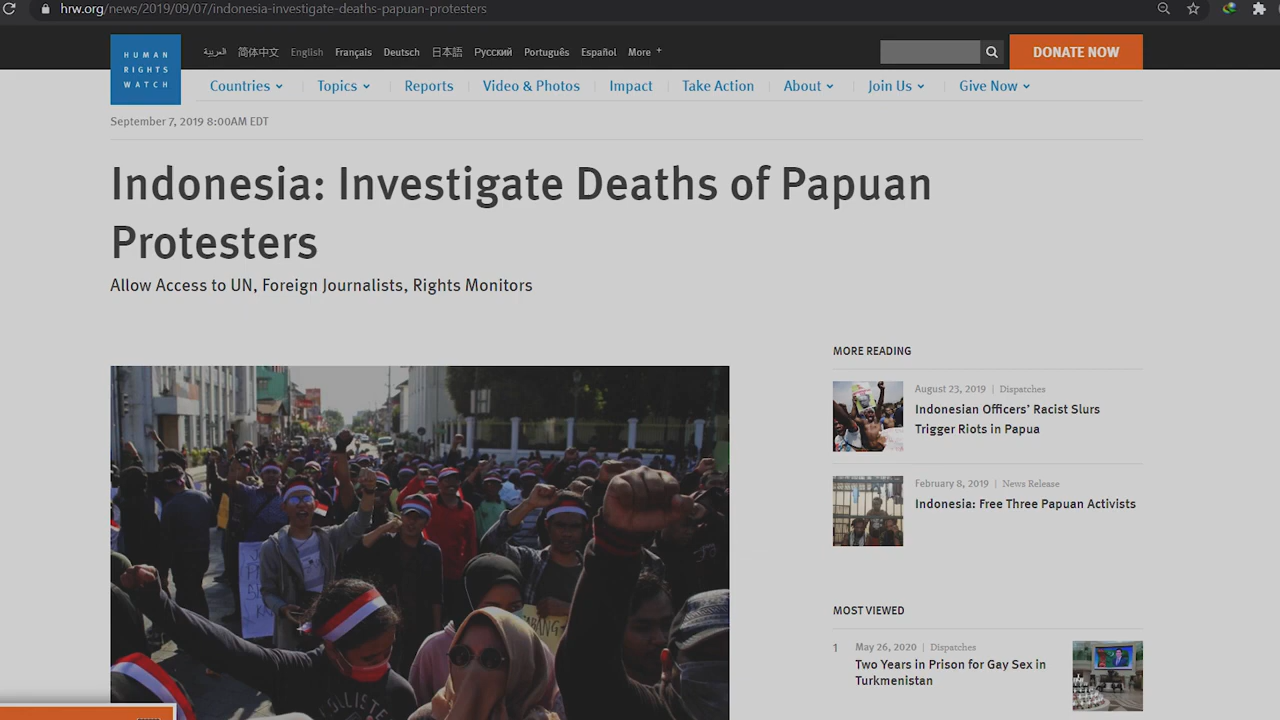 hrw.org/news/2019/09/07/indonesia-investigate-deaths-papuan-protesters
HUMAN
RIGHTS
WATCH
العربية 简体中文 English Français Deutsch 日本語 Русский Português Español More +
DONATE NOW
Countries Topics Reports Video & Photos Impact Take Action About Join Us Give Now
September 7, 2019 8:00AM EDT
Indonesia: Investigate Deaths of Papuan
Protesters
Allow Access to UN, Foreign Journalists, Rights Monitors
MORE READING
August 23, 2019 | Dispatches
Indonesian Officers' Racist Slurs
Trigger Riots in Papua
February 8, 2019 | News Release
Indonesia: Free Three Papuan Activists
MOST VIEWED
1 May 26, 2020 | Dispatches
Two Years in Prison for Gay Sex in
Turkmenistan